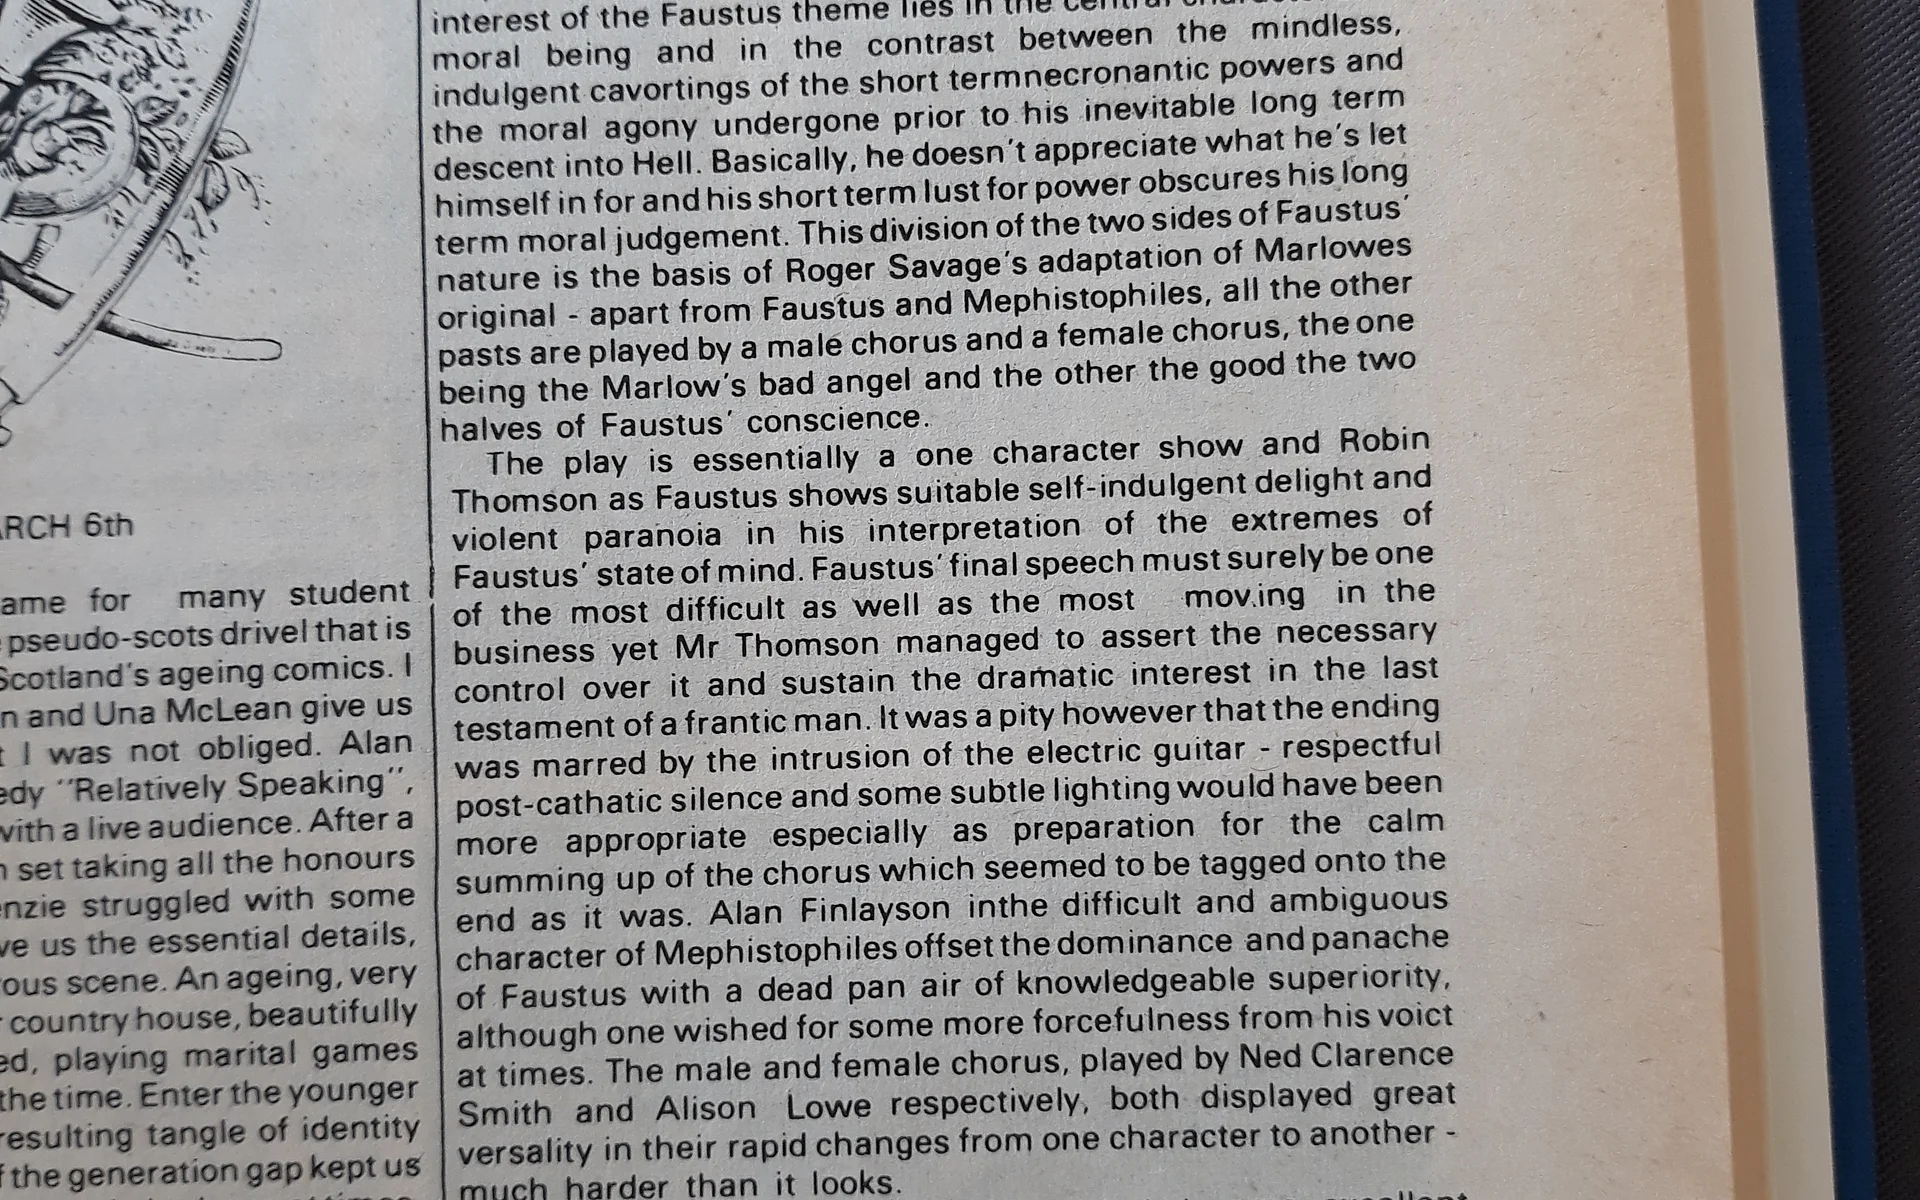 ARCH 6th
ame for many student
pseudo-scots drivel that is
Scotland's ageing comics. I
n and Una McLean give us
t I was not obliged. Alan
edy "Relatively Speaking",
with a live audience. After a
n set taking all the honours
enzie struggled with some
ve us the essential details,
ous scene. An ageing, very
country house, beautifully
ed, playing marital games
the time. Enter the younger
resulting tangle of identity
f the generation gap kept us
interest of the Faustus theme lies in the central
moral being and in the contrast between the mindless,
indulgent cavortings of the short termnecronantic powers and
the moral agony undergone prior to his inevitable long term
descent into Hell. Basically, he doesn't appreciate what he's let
himself in for and his short term lust for power obscures his long
term moral judgement. This division of the two sides of Faustus'
nature is the basis of Roger Savage's adaptation of Marlowes
original - apart from Faustus and Mephistophiles, all the other
pasts are played by a male chorus and a female chorus, the one
being the Marlow's bad angel and the other the good the two
halves of Faustus' conscience.
The play is essentially a one character show and Robin
Thomson as Faustus shows suitable self-indulgent delight and
violent paranoia in his interpretation of the extremes of
Faustus' state of mind. Faustus' final speech must surely be one
of the most difficult as well as the most mov.ing in the
business yet Mr Thomson managed to assert the necessary
control over it and sustain the dramatic interest in the last
testament of a frantic man. It was a pity however that the ending
was marred by the intrusion of the electric guitar - respectful
post-cathatic silence and some subtle lighting would have been
more appropriate especially as preparation for the calm
summing up of the chorus which seemed to be tagged onto the
end as it was. Alan Finlayson inthe difficult and ambiguous
character of Mephistophiles offset the dominance and panache
of Faustus with a dead pan air of knowledgeable superiority,
although one wished for some more forcefulness from his voict
at times. The male and female chorus, played by Ned Clarence
Smith and Alison Lowe respectively, both displayed great
versality in their rapid changes from one character to another -
much harder than it looks.